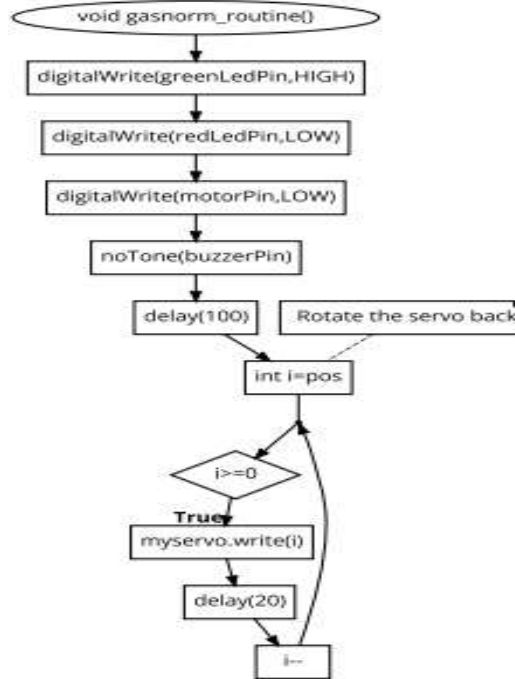 void gasnorm_routine()
digitalWrite(greenLedPin,HIGH)
digitalWrite(redLedPin,LOW)
digitalWrite(motorPin,LOW)
noTone(buzzerPin)
delay(100)
Rotate the servo back
int i=pos
i>=0
True
myservo.write(i)
delay(20)
i--